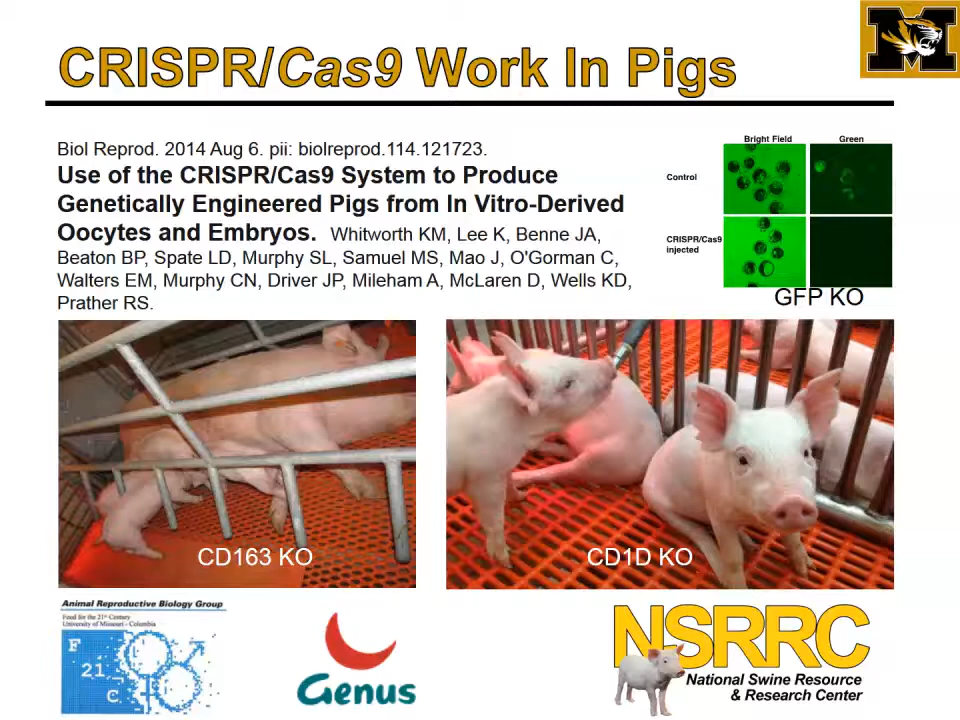 CRISPR/Cas9 Work In Pigs
Biol Reprod. 2014 Aug 6. pii: biolreprod.114.121723.
Use of the CRISPR/Cas9 System to Produce
Genetically Engineered Pigs from In Vitro-Derived
Oocytes and Embryos. Whitworth KM, Lee K, Benne JA,
Beaton BP, Spate LD, Murphy SL, Samuel MS, Mao J, O'Gorman C,
Walters EM, Murphy CN, Driver JP, Mileham A, McLaren D, Wells KD,
Prather RS.
Bright Field
Green
Control
CRISPR/Cas9
injected
GFP KO
CD163 KO
CD1D KO
Animal Reproductive Biology Group
Food for the 21st Century
University of Missouri - Columbia
F
21
C
Genus
NSRRC
National Swine Resource
& Research Center